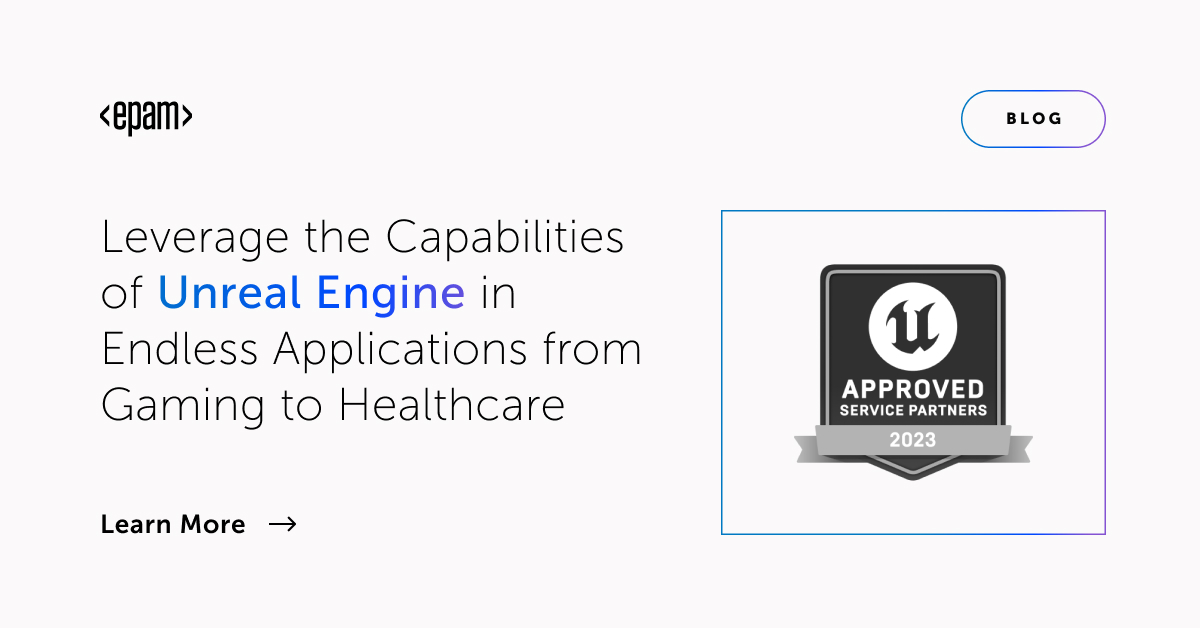 <epam>
BLOG
Leverage the Capabilities
of Unreal Engine in
Endless Applications from
Gaming to Healthcare
Learn More
U
APPROVED
SERVICE PARTNERS
2023